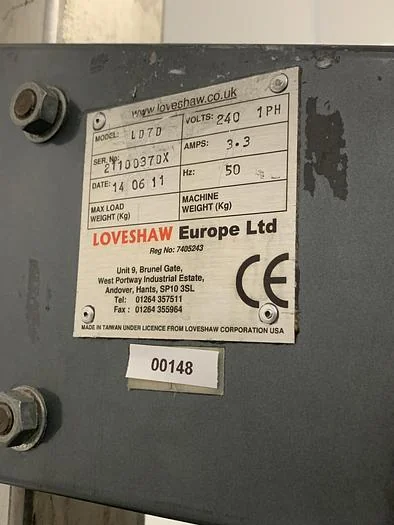 www.loveshaw.co.uk
MODEL: LD7D
VOLTS: 240 1PH
SER. No: 2110037DX
AMPS: 3.3
DATE: 14 06 11
Hz: 50
MAX LOAD
WEIGHT (Kg)
MACHINE
WEIGHT (Kg)
LOVESHAW Europe Ltd
Reg No: 7405243
Unit 9, Brunel Gate,
West Portway Industrial Estate,
Andover, Hants, SP10 3SL
Tel: 01264 357511
Fax : 01264 355964
CE
MADE IN TAIWAN UNDER LICENCE FROM LOVESHAW CORPORATION USA
00148